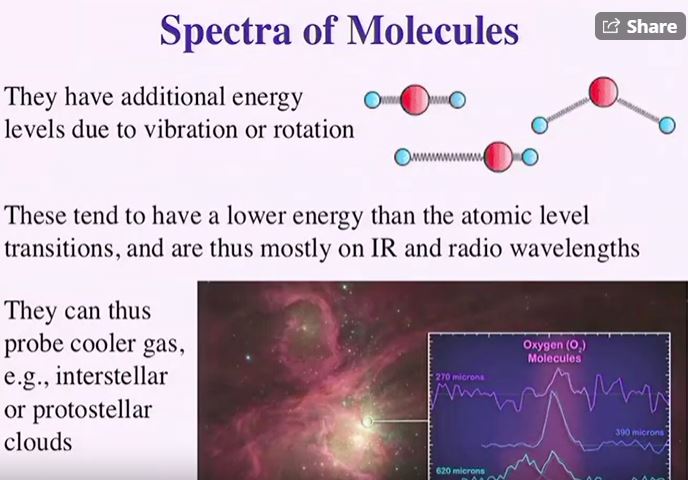 Spectra of Molecules
Share
They have additional energy
levels due to vibration or rotation
These tend to have a lower energy than the atomic level
transitions, and are thus mostly on IR and radio wavelengths
They can thus
probe cooler gas,
e.g., interstellar
or protostellar
clouds
Oxygen (O₂)
Molecules
270 microns
390 microns
620 microns